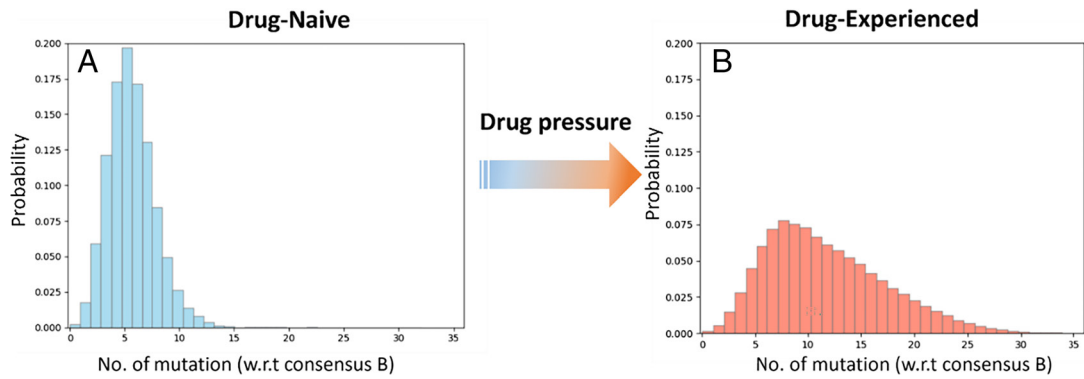 Drug-Naive
A
0.200
0.175
0.150
0.125
0.100
0.075
0.050
0.025
0.000
Probability
0 5 10 15 20 25 30 35
No. of mutation (w.r.t consensus B)
Drug pressure
Drug-Experienced
B
0.200
0.175
0.150
0.125
0.100
0.075
0.050
0.025
0.000
Probability
0 5 10 15 20 25 30 35
No. of mutation (w.r.t consensus B)